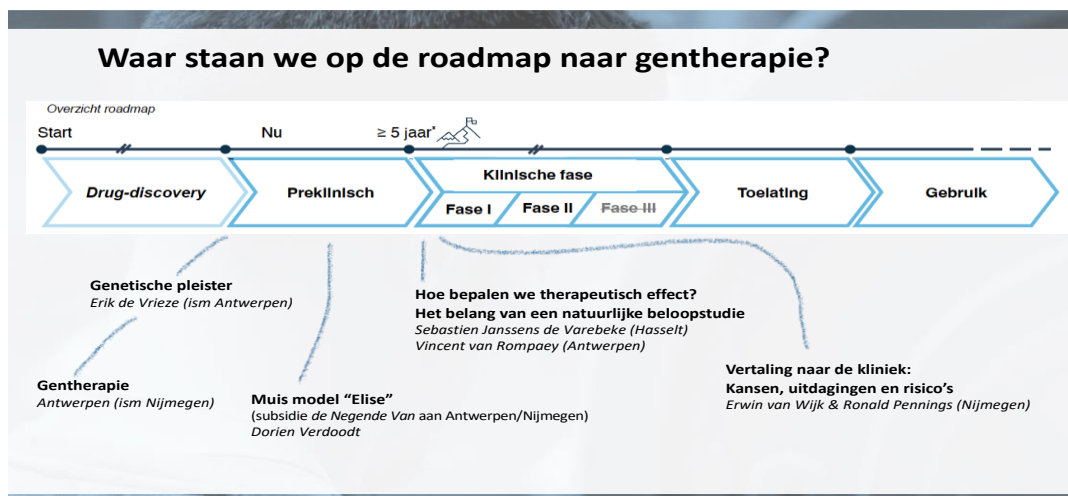 Waar staan we op de roadmap naar gentherapie?
Overzicht roadmap
Start
Nu
≥ 5 jaar*
Drug-discovery
Preklinisch
Klinische fase
Fase I
Fase II
Fase III
Toelating
Gebruik
Genetische pleister
Erik de Vrieze (ism Antwerpen)
Gentherapie
Antwerpen (ism Nijmegen)
Muis model “Elise”
(subsidie de Negende Van aan Antwerpen/Nijmegen)
Dorien Verdoodt
Hoe bepalen we therapeutisch effect?
Het belang van een natuurlijke beloopstudie
Sebastien Janssens de Varebeke (Hasselt)
Vincent van Rompaey (Antwerpen)
Vertaling naar de kliniek:
Kansen, uitdagingen en risico’s
Erwin van Wijk & Ronald Pennings (Nijmegen)